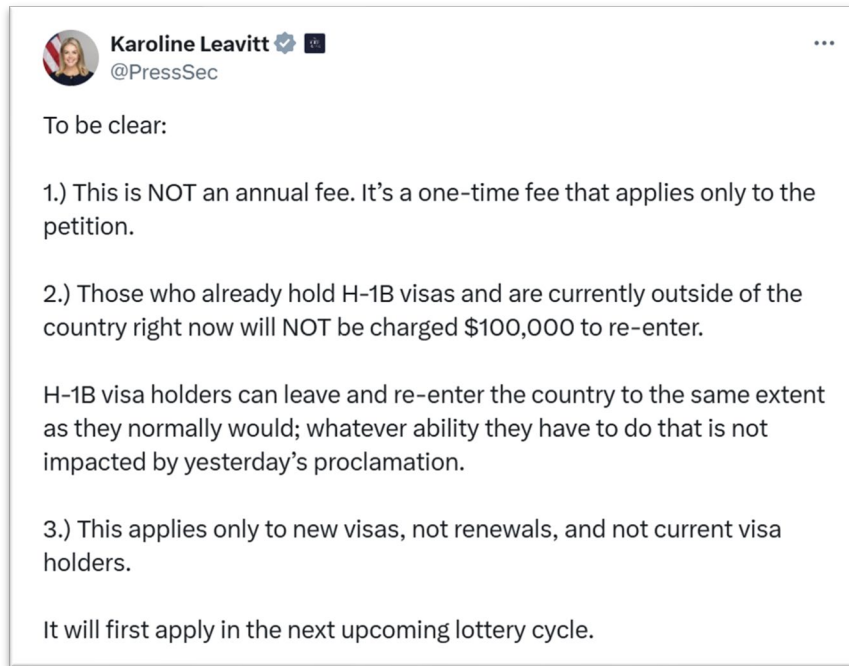 Karoline Leavitt
@PressSec
To be clear:
1.) This is NOT an annual fee. It’s a one-time fee that applies only to the
petition.
2.) Those who already hold H-1B visas and are currently outside of the
country right now will NOT be charged $100,000 to re-enter.
H-1B visa holders can leave and re-enter the country to the same extent
as they normally would; whatever ability they have to do that is not
impacted by yesterday’s proclamation.
3.) This applies only to new visas, not renewals, and not current visa
holders.
It will first apply in the next upcoming lottery cycle.